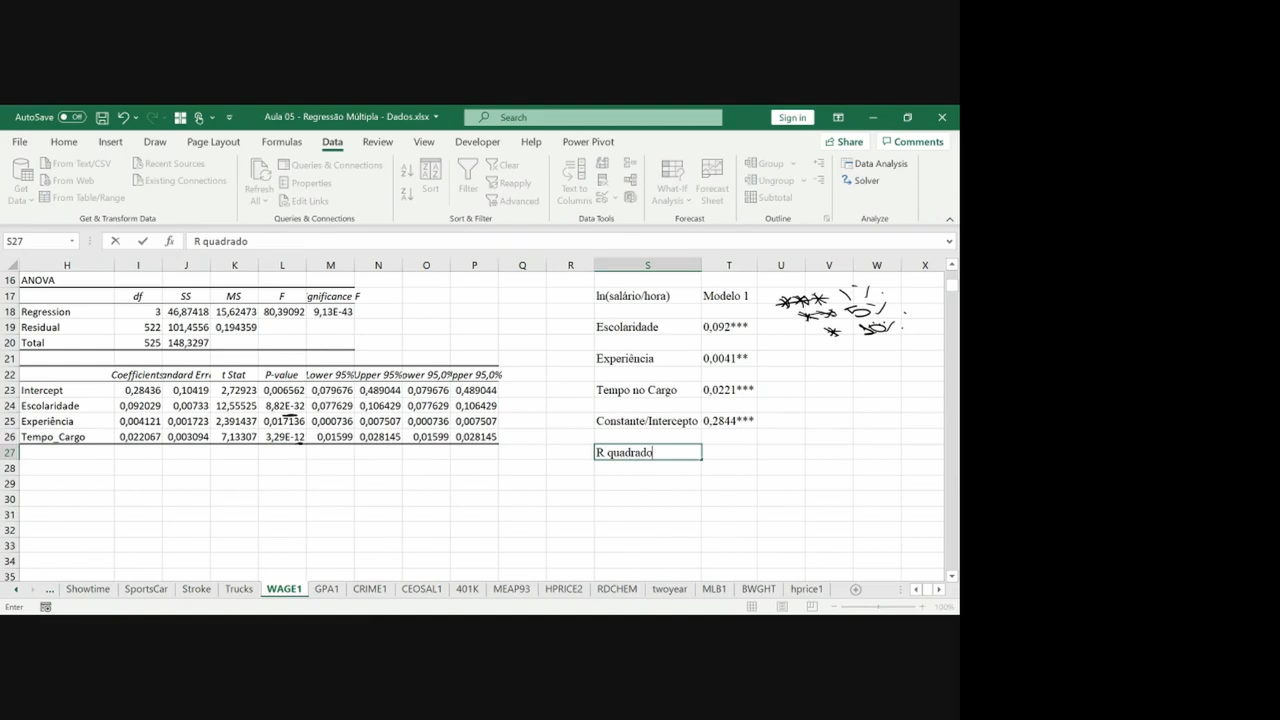 AutoSave Off Aula 05 - Regressão Múltipla - Dados.xlsx Search Sign in
File Home Insert Draw Page Layout Formulas Data Review View Developer Help Power Pivot Share Comments
Get Data From Text/CSV From Web From Table/Range Recent Sources Existing Connections
Refresh All Queries & Connections Properties Edit Links
Sort Filter Clear Reapply Advanced
Text to Columns What-If Analysis Forecast Sheet
Group Ungroup Subtotal Data Analysis Solver
Get & Transform Data Queries & Connections Sort & Filter Data Tools Forecast Outline Analyze
S27 fx R quadrado
H I J K L M N O P Q R S T U V W X
16 ANOVA
17 df SS MS F gnificance F ln(salário/hora) Modelo 1 *** 1%
18 Regression 3 46,87418 15,62473 80,39092 9,13E-43 ** 5%
19 Residual 522 101,4556 0,194359 Escolaridade 0,092*** * 10%
20 Total 525 148,3297
21 Experiência 0,0041**
22 Coefficients andard Erro t Stat P-value Lower 95% Upper 95% ower 95,0% pper 95,0%
23 Intercept 0,28436 0,10419 2,72923 0,006562 0,079676 0,489044 0,079676 0,489044 Tempo no Cargo 0,0221***
24 Escolaridade 0,092029 0,00733 12,55525 8,82E-32 0,077629 0,106429 0,077629 0,106429
25 Experiência 0,004121 0,001723 2,391437 0,017136 0,000736 0,007507 0,000736 0,007507 Constante/Intercepto 0,2844***
26 Tempo_Cargo 0,022067 0,003094 7,13307 3,29E-12 0,01599 0,028145 0,01599 0,028145
27 R quadrado
28
29
30
31
32
33
34
35
... Showtime SportsCar Stroke Trucks WAGE1 GPA1 CRIME1 CEOSAL1 401K MEAP93 HPRICE2 RDCHEM twoyear MLB1 BWGHT hprice1
Enter 100%